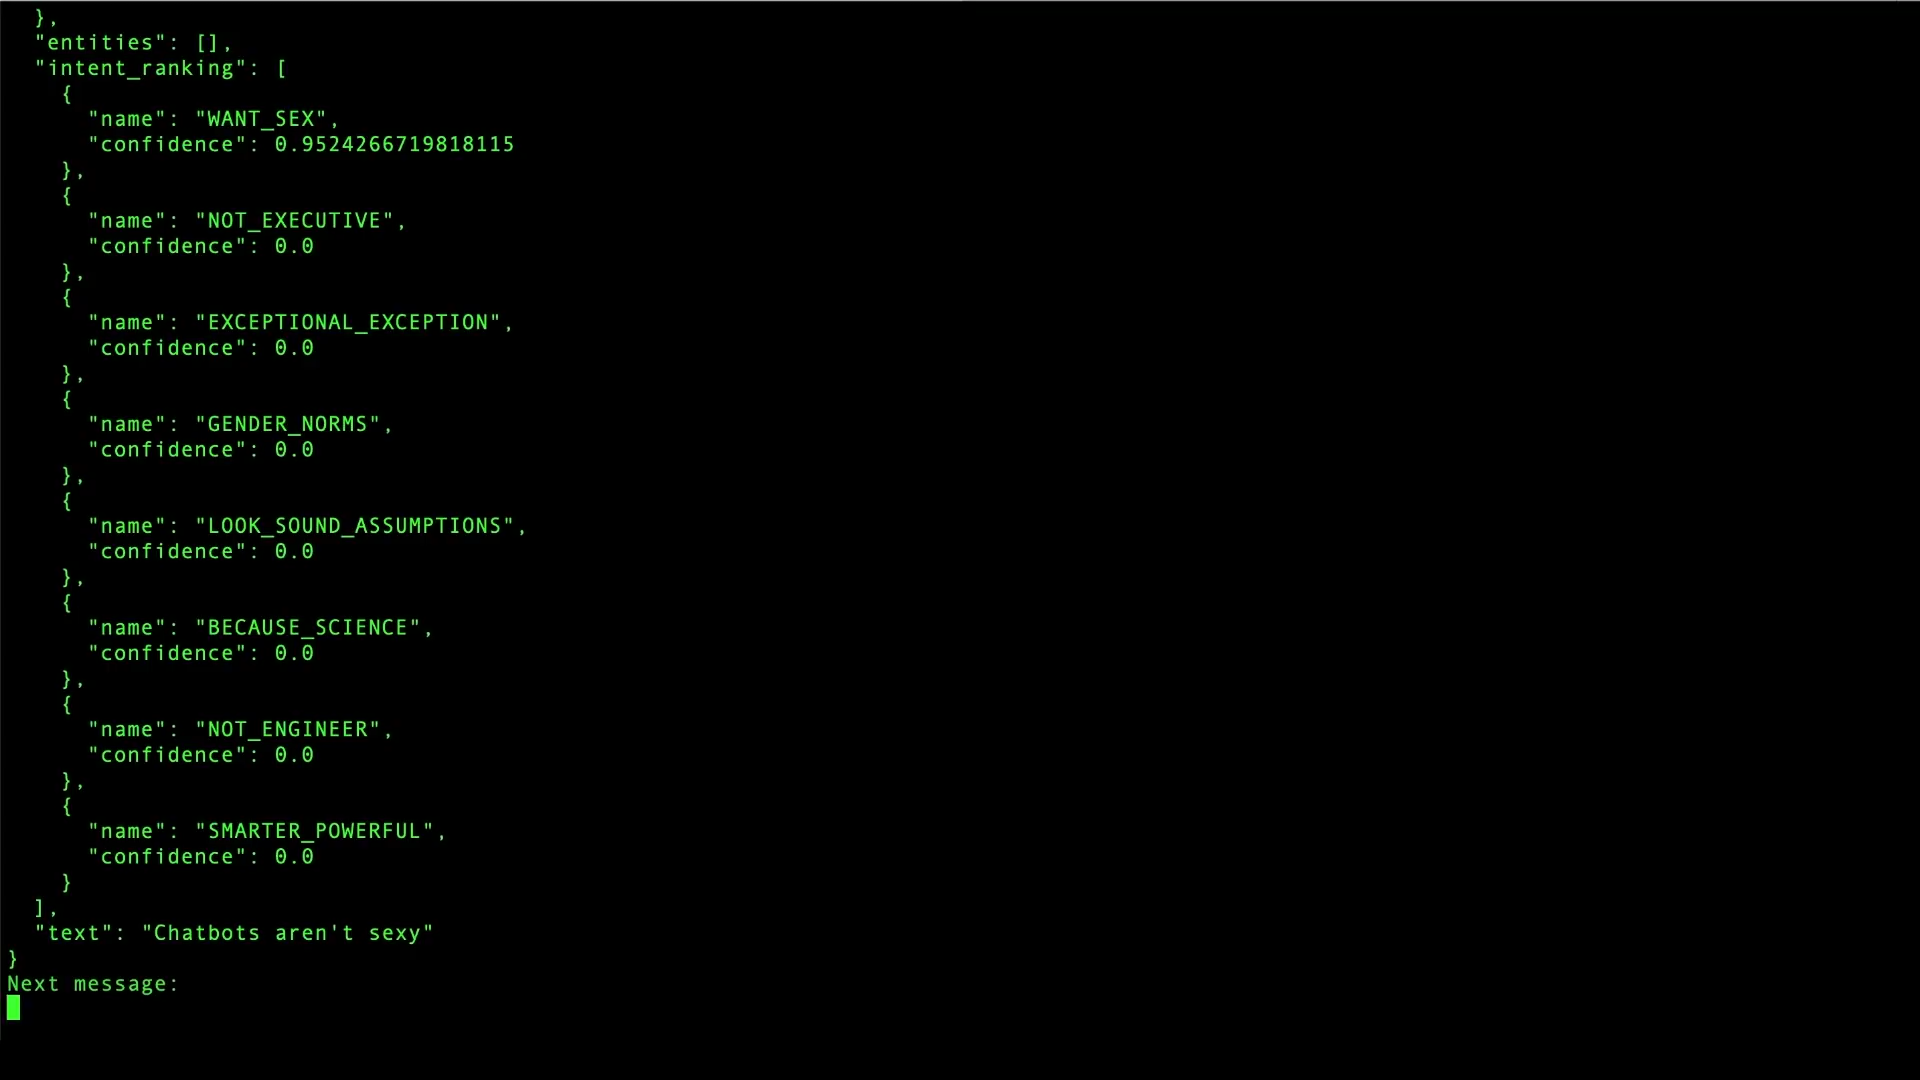 },
"entities": [],
"intent_ranking": [
{
"name": "WANT_SEX",
"confidence": 0.9524266719818115
},
{
"name": "NOT_EXECUTIVE",
"confidence": 0.0
},
{
"name": "EXCEPTIONAL_EXCEPTION",
"confidence": 0.0
},
{
"name": "GENDER_NORMS",
"confidence": 0.0
},
{
"name": "LOOK_SOUND_ASSUMPTIONS",
"confidence": 0.0
},
{
"name": "BECAUSE_SCIENCE",
"confidence": 0.0
},
{
"name": "NOT_ENGINEER",
"confidence": 0.0
},
{
"name": "SMARTER_POWERFUL",
"confidence": 0.0
}
],
"text": "Chatbots aren't sexy"
}
Next message: